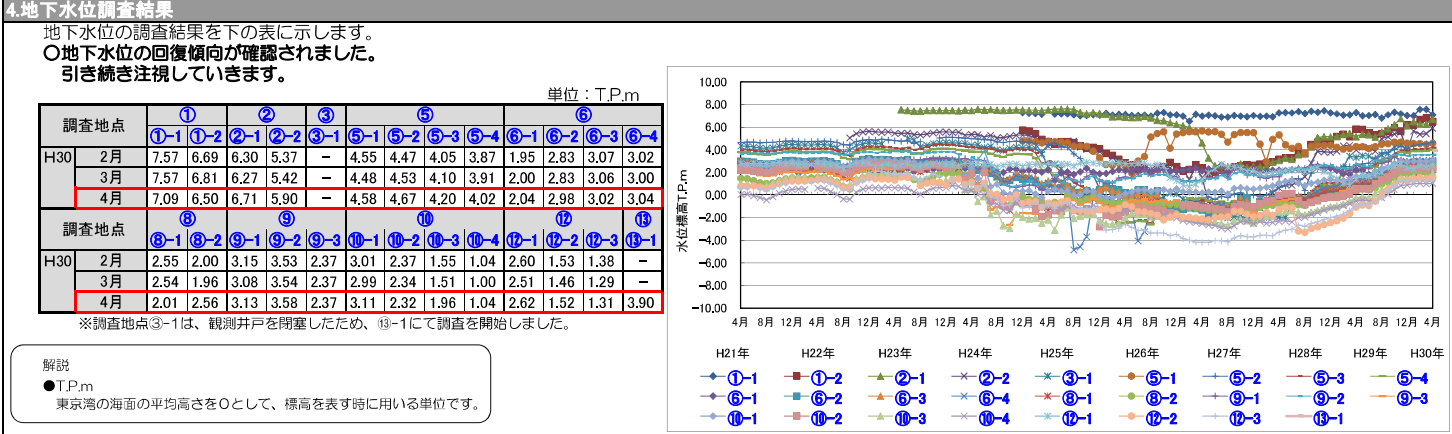 4.地下水位調査結果
地下水位の調査結果を下の表に示します。
○地下水位の回復傾向が確認されました。
引き続き注視していきます。
単位：T.P.m
調査地点 ① ② ③ ⑤ ⑥
①-1 ①-2 ②-1 ②-2 ③-1 ⑤-1 ⑤-2 ⑤-3 ⑤-4 ⑥-1 ⑥-2 ⑥-3 ⑥-4
H30 2月 7.57 6.69 6.30 5.37 − 4.55 4.47 4.05 3.87 1.95 2.83 3.07 3.02
3月 7.57 6.81 6.27 5.42 − 4.48 4.53 4.10 3.91 2.00 2.83 3.06 3.00
4月 7.09 6.50 6.71 5.90 − 4.58 4.67 4.20 4.02 2.04 2.98 3.02 3.04
調査地点 ⑧ ⑨ ⑩ ⑫ ⑬
⑧-1 ⑧-2 ⑨-1 ⑨-2 ⑨-3 ⑩-1 ⑩-2 ⑩-3 ⑩-4 ⑫-1 ⑫-2 ⑫-3 ⑬-1
H30 2月 2.55 2.00 3.15 3.53 2.37 3.01 2.37 1.55 1.04 2.60 1.53 1.38 −
3月 2.54 1.96 3.08 3.54 2.37 2.99 2.34 1.51 1.00 2.51 1.46 1.29 −
4月 2.01 2.56 3.13 3.58 2.37 3.11 2.32 1.96 1.04 2.62 1.52 1.31 3.90
※調査地点③-1は、観測井戸を閉塞したため、⑬-1にて調査を開始しました。
解説
●T.P.m
東京湾の海面の平均高さを0として、標高を表す時に用いる単位です。
水位標高T.P.m
10.00
8.00
6.00
4.00
2.00
0.00
−2.00
−4.00
−6.00
−8.00
−10.00
4月 8月 12月 4月 8月 12月 4月 8月 12月 4月 8月 12月 4月 8月 12月 4月 8月 12月 4月 8月 12月 4月 8月 12月 4月 8月 12月 4月
H21年 H22年 H23年 H24年 H25年 H26年 H27年 H28年 H29年 H30年
①-1 ①-2 ②-1 ②-2 ③-1 ⑤-1 ⑤-2 ⑤-3 ⑤-4
⑥-1 ⑥-2 ⑥-3 ⑥-4 ⑧-1 ⑧-2 ⑨-1 ⑨-2 ⑨-3
⑩-1 ⑩-2 ⑩-3 ⑩-4 ⑫-1 ⑫-2 ⑫-3 ⑬-1